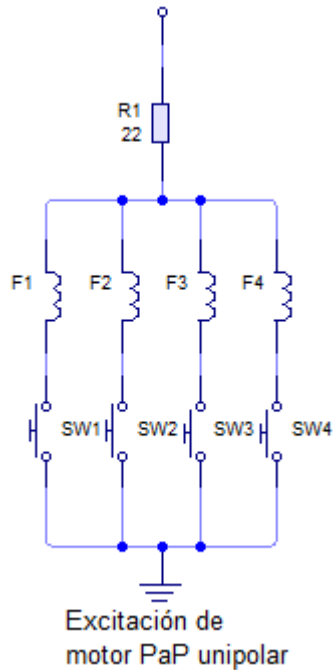 R1
22
F1 F2 F3 F4
SW1 SW2 SW3 SW4
Excitación de
motor PaP unipolar